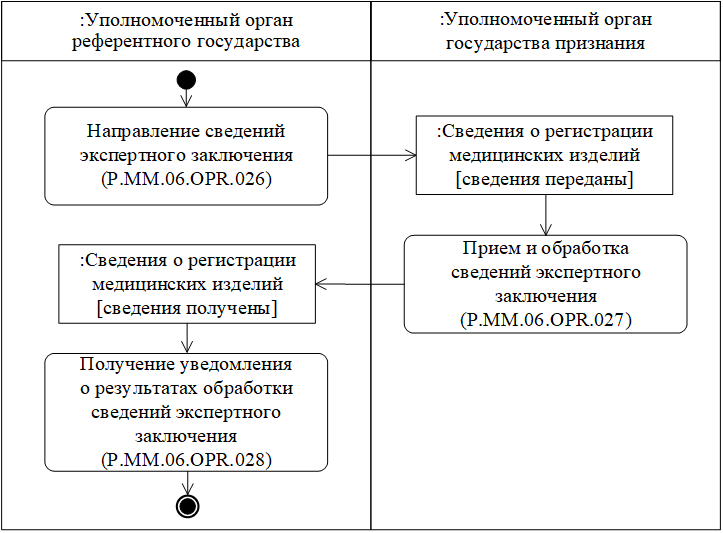 :Уполномоченный орган
референтного государства
:Уполномоченный орган
государства признания
Направление сведений
экспертного заключения
(P.MM.06.OPR.026)
:Сведения о регистрации
медицинских изделий
[сведения переданы]
Прием и обработка
сведений экспертного
заключения
(P.MM.06.OPR.027)
:Сведения о регистрации
медицинских изделий
[сведения получены]
Получение уведомления
о результатах обработки
сведений экспертного
заключения
(P.MM.06.OPR.028)